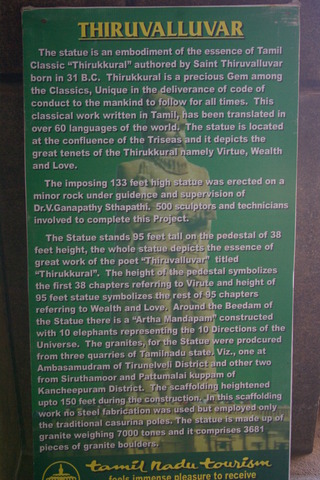 THIRUVALLUVAR
The statue is an embodiment of the essence of Tamil
Classic "Thirukkural" authored by Saint Thiruvalluvar
born in 31 B.C. Thirukkural is a precious Gem among
the Classics, Unique in the deliverance of code of
conduct to the mankind to follow for all times. This
classical work written in Tamil, has been translated in
over 60 languages of the world. The statue is located
at the confluence of the Triseas and it depicts the
great tenets of the Thirukkural namely Virtue, Wealth
and Love.
The imposing 133 feet high statue was erected on a
minor rock under guidence and supervision of
Dr.V.Ganapathy Sthapathi. 500 sculptors and technicians
involved to complete this Project.
The Statue stands 95 feet tall on the pedestal of 38
feet height, the whole statue depicts the essence of
great work of the poet "Thiruvalluvar" titled
"Thirukkural". The height of the pedestal symbolizes
the first 38 chapters referring to Virute and height of
95 feet statue symbolizes the rest of 95 chapters
referring to Wealth and Love. Around the Beedam of
the Statue there is a "Artha Mandapam" constructed
with 10 elephants representing the 10 Directions of the
Universe. The granites, for the Statue were prodcured
from three quarries of Tamilnadu state. Viz., one at
Ambasamudram of Tirunelveli District and other two
from Siruthamoor and Pattumalai kuppam of
Kancheepuram District. The scaffolding heightened
upto 150 feet during the construction. In this scaffolding
work no steel fabrication was used but employed only
the traditional casurina poles. The statue is made up of
granite weighing 7000 tones and it comprises 3681
pieces of granite boulders.
tamil nadu tourism
feels immense pleasure to receive